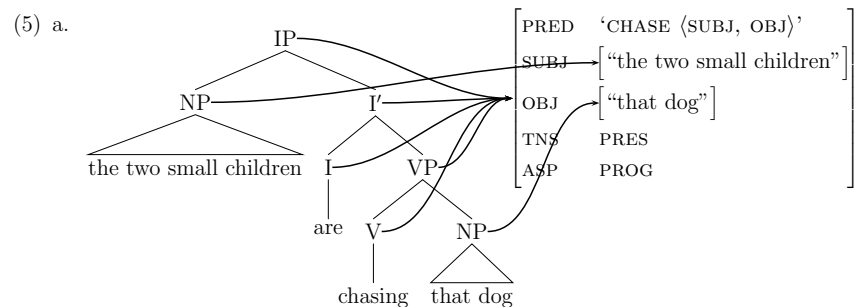 (5) a.
IP
PRED ‘CHASE ⟨SUBJ, OBJ⟩’
SUBJ [“the two small children”]
NP I′ OBJ [“that dog”]
TNS PRES
the two small children I VP ASP PROG
are V NP
chasing that dog